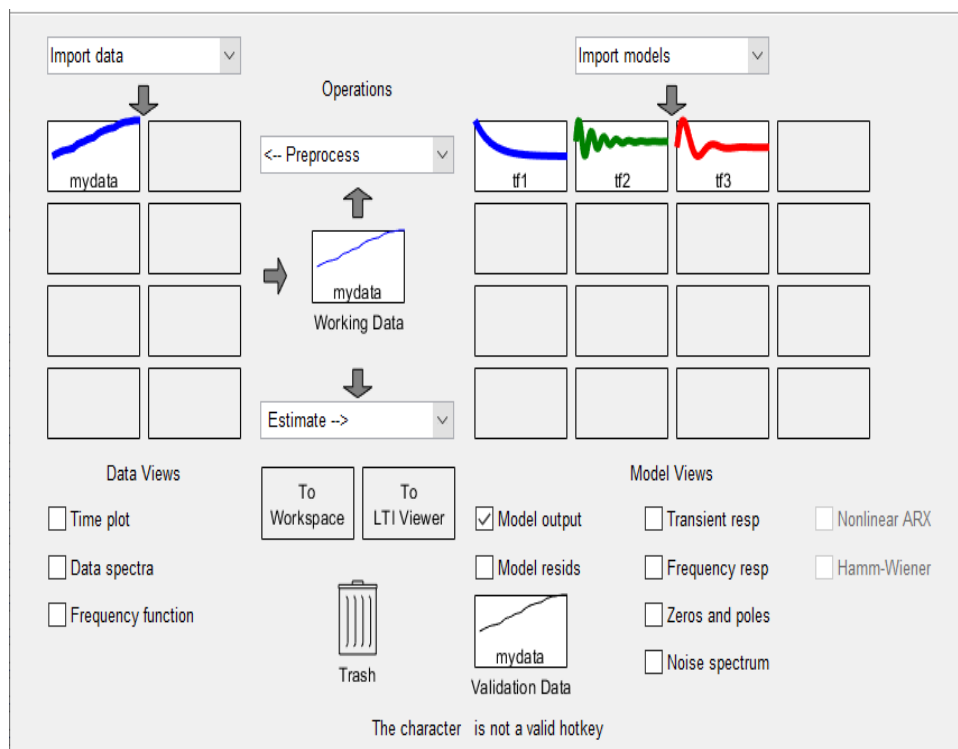 Import data
Import models
Operations
mydata
<-- Preprocess
tf1
tf2
tf3
mydata
Working Data
Estimate -->
Data Views
Model Views
To
Workspace
To
LTI Viewer
Time plot
Data spectra
Frequency function
Model output
Transient resp
Nonlinear ARX
Model resids
Frequency resp
Hamm-Wiener
Zeros and poles
Noise spectrum
Trash
mydata
Validation Data
The character   is not a valid hotkey